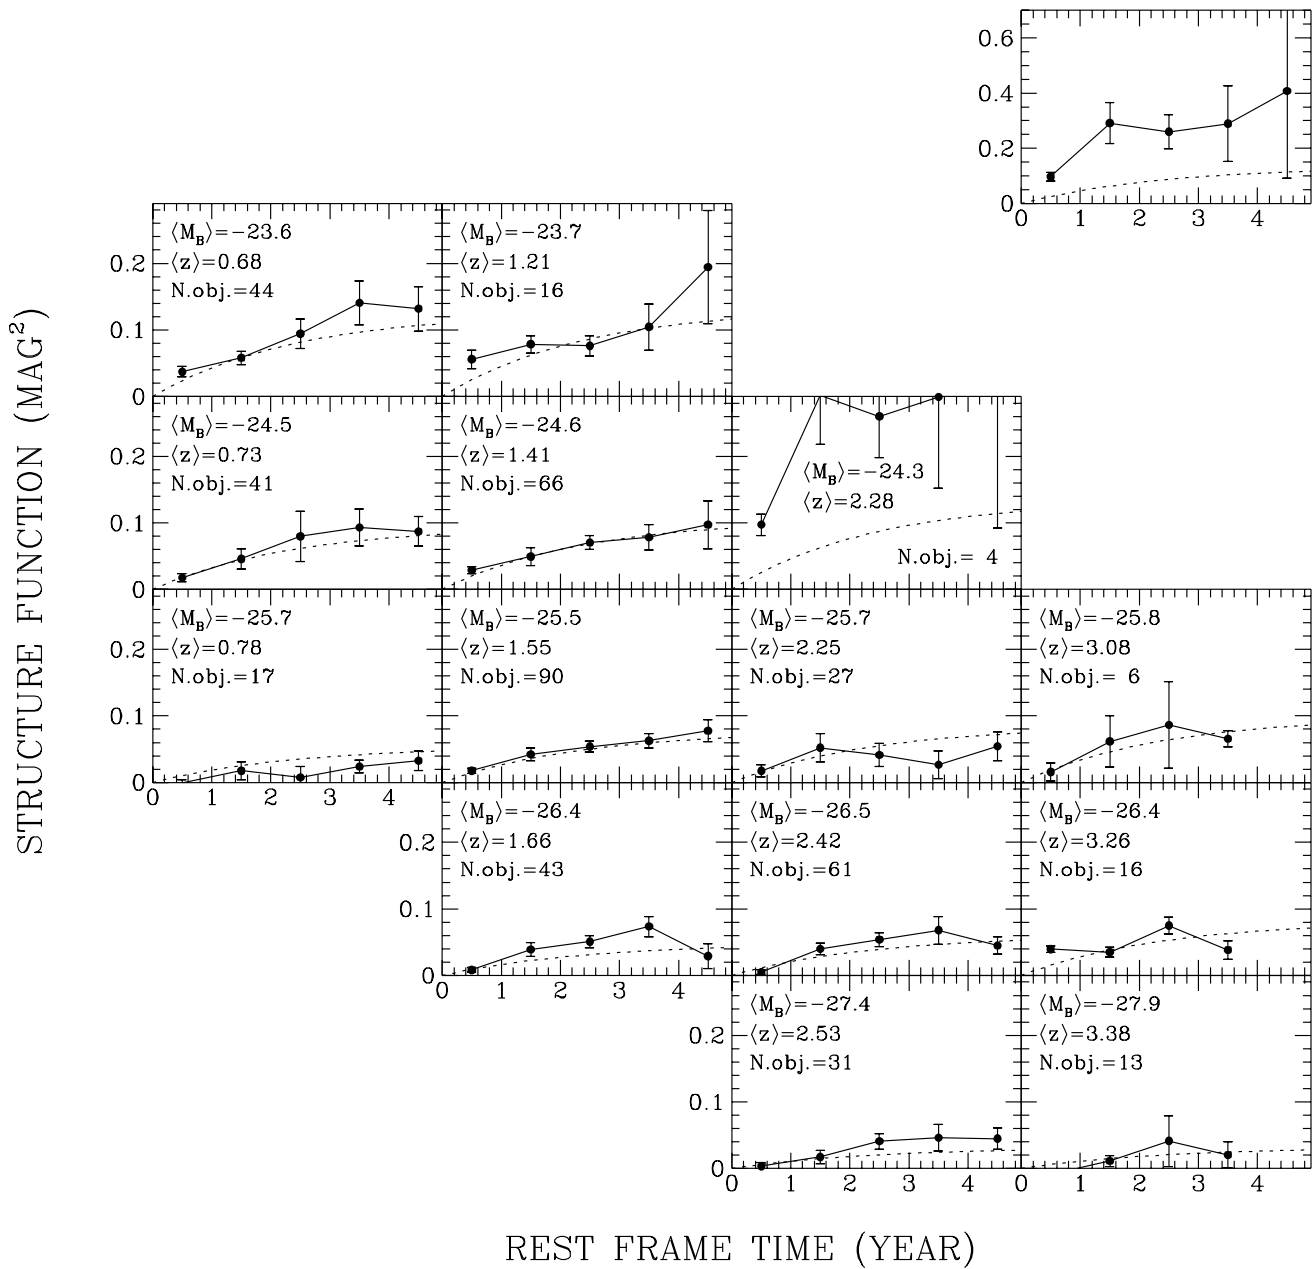 0.6
0.4
0.2
0
0 1 2 3 4
⟨M_B⟩=−23.6
⟨z⟩=0.68
N.obj.=44
⟨M_B⟩=−23.7
⟨z⟩=1.21
N.obj.=16
0.2
0.1
0
⟨M_B⟩=−24.5
⟨z⟩=0.73
N.obj.=41
⟨M_B⟩=−24.6
⟨z⟩=1.41
N.obj.=66
⟨M_B⟩=−24.3
⟨z⟩=2.28
N.obj.= 4
0.2
0.1
0
⟨M_B⟩=−25.7
⟨z⟩=0.78
N.obj.=17
⟨M_B⟩=−25.5
⟨z⟩=1.55
N.obj.=90
⟨M_B⟩=−25.7
⟨z⟩=2.25
N.obj.=27
⟨M_B⟩=−25.8
⟨z⟩=3.08
N.obj.= 6
0.2
0.1
0
0 1 2 3 4
⟨M_B⟩=−26.4
⟨z⟩=1.66
N.obj.=43
⟨M_B⟩=−26.5
⟨z⟩=2.42
N.obj.=61
⟨M_B⟩=−26.4
⟨z⟩=3.26
N.obj.=16
0.2
0.1
0
0 1 2 3 4
⟨M_B⟩=−27.4
⟨z⟩=2.53
N.obj.=31
⟨M_B⟩=−27.9
⟨z⟩=3.38
N.obj.=13
0.2
0.1
0
0 1 2 3 4
0 1 2 3 4
STRUCTURE FUNCTION (MAG²)
REST FRAME TIME (YEAR)